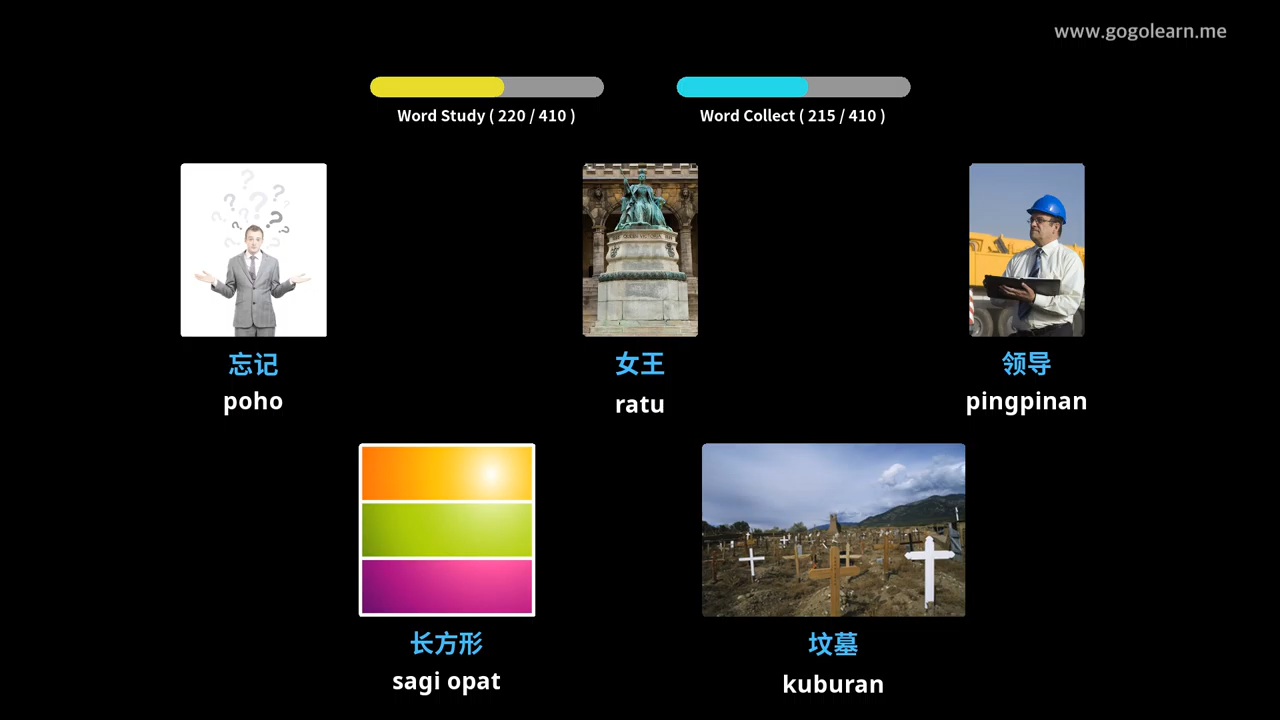 www.gogolearn.me
Word Study ( 220 / 410 )
Word Collect ( 215 / 410 )
忘记
poho
女王
ratu
领导
pingpinan
长方形
sagi opat
坟墓
kuburan